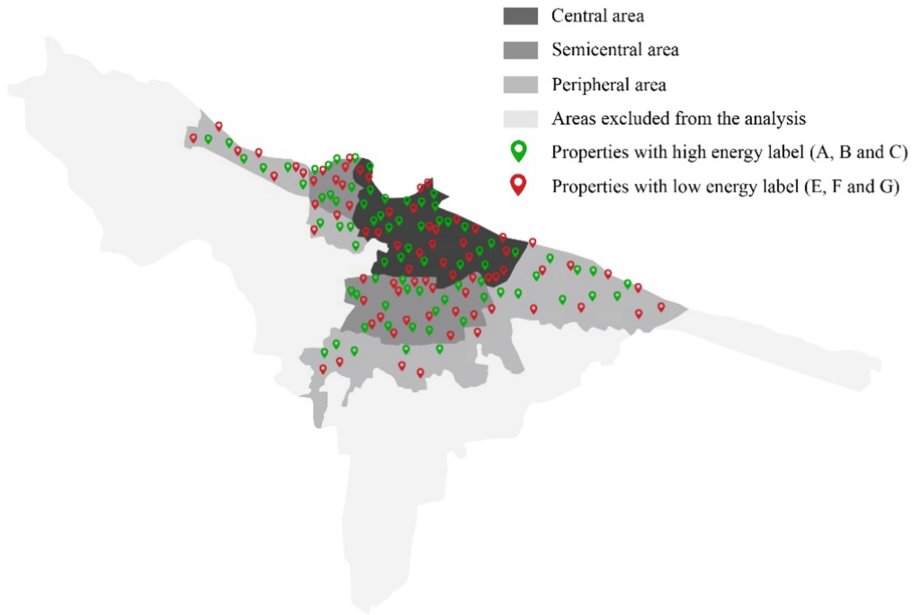 Central area
Semicentral area
Peripheral area
Areas excluded from the analysis
Properties with high energy label (A, B and C)
Properties with low energy label (E, F and G)